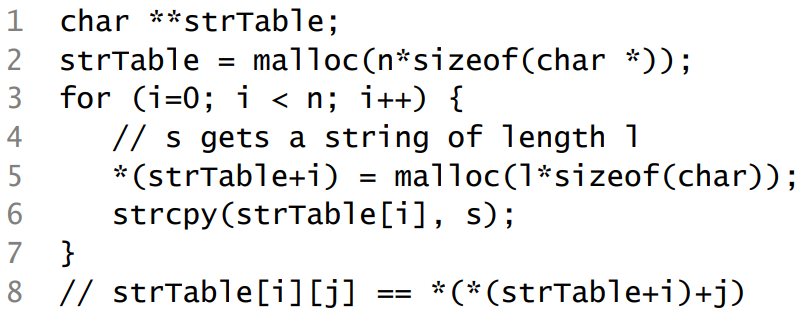 1 char **strTable;
2 strTable = malloc(n*sizeof(char *));
3 for (i=0; i < n; i++) {
4 // s gets a string of length l
5 *(strTable+i) = malloc(l*sizeof(char));
6 strcpy(strTable[i], s);
7 }
8 // strTable[i][j] == *(*(strTable+i)+j)